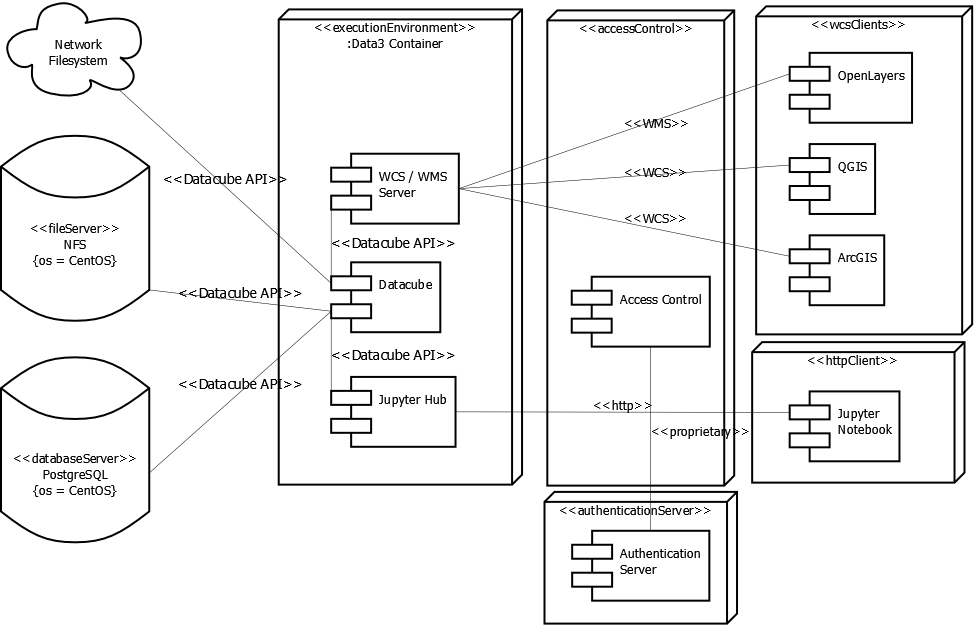 Network
Filesystem
<<fileServer>>
NFS
{os = CentOS}
<<databaseServer>>
PostgreSQL
{os = CentOS}
<<Datacube API>>
<<Datacube API>>
<<Datacube API>>
<<executionEnvironment>>
:Data3 Container
WCS / WMS
Server
<<Datacube API>>
Datacube
<<Datacube API>>
Jupyter Hub
<<accessControl>>
<<WMS>>
<<WCS>>
<<WCS>>
Access Control
<<http>>
<<proprietary>>
<<authenticationServer>>
Authentication
Server
<<wcsClients>>
OpenLayers
QGIS
ArcGIS
<<httpClient>>
Jupyter
Notebook